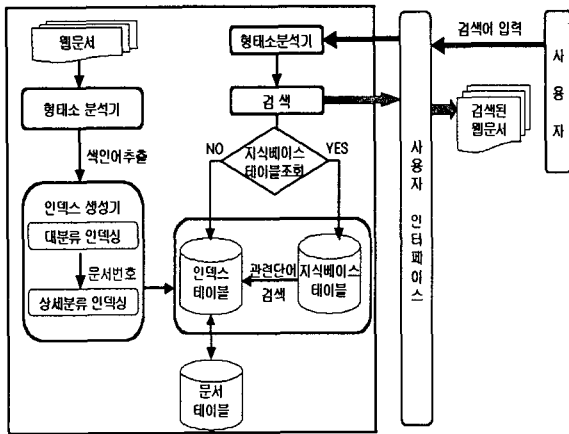 웹문서
형태소 분석기
색인어추출
인덱스 생성기
대분류 인덱싱
문서번호
상세분류 인덱싱
형태소분석기
검 색
NO
YES
지식베이스
테이블조회
인덱스
테이블
관련단어
검색
지식베이스
테이블
문서
테이블
사용자 인터페이스
검색어 입력
검색된
웹문서
사용자